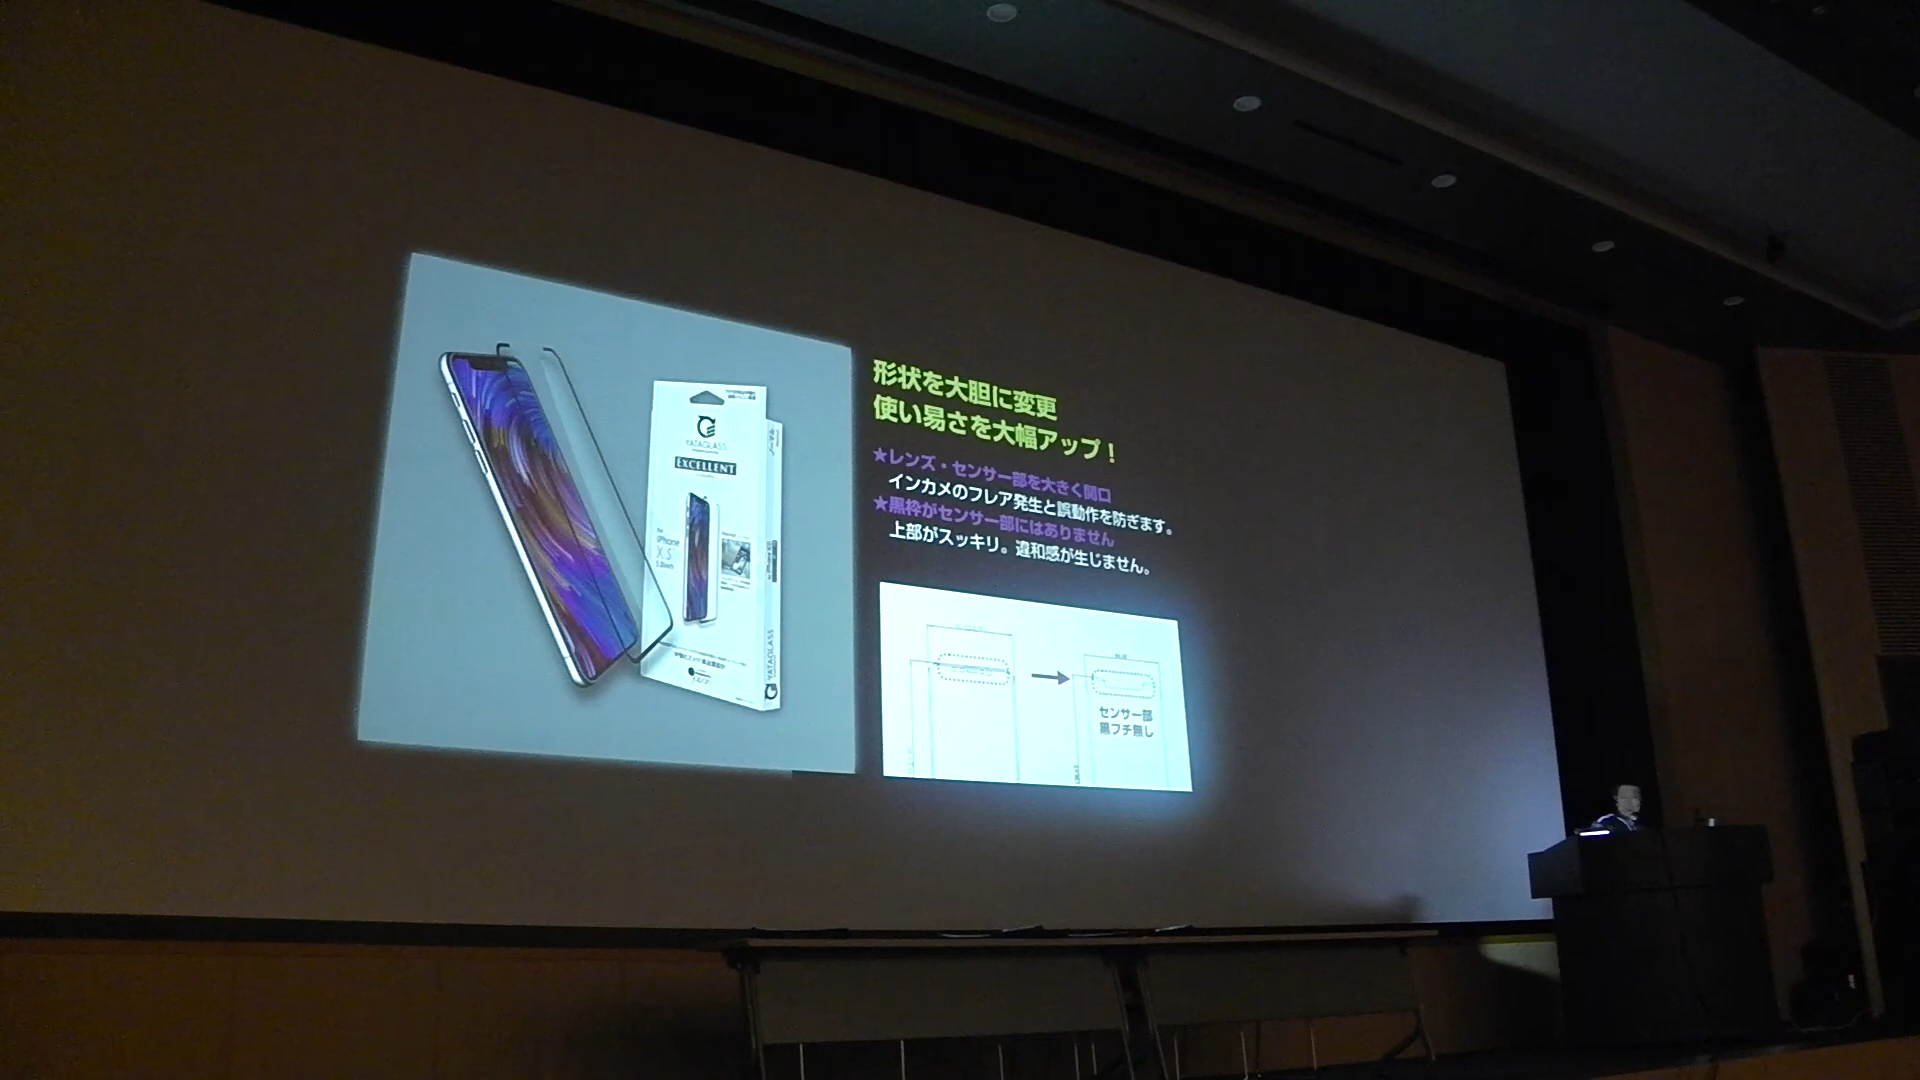 YATAGLASS
EXCELLENT
for
iPhone
X,S
YATAGLASS
形状を大胆に変更
使い易さを大幅アップ！
★レンズ・センサー部を大きく開口
インカメのフレア発生と誤動作を防ぎます。
★黒枠がセンサー部にはありません
上部がスッキリ。違和感が生じません。
センサー部
黒フチ無し